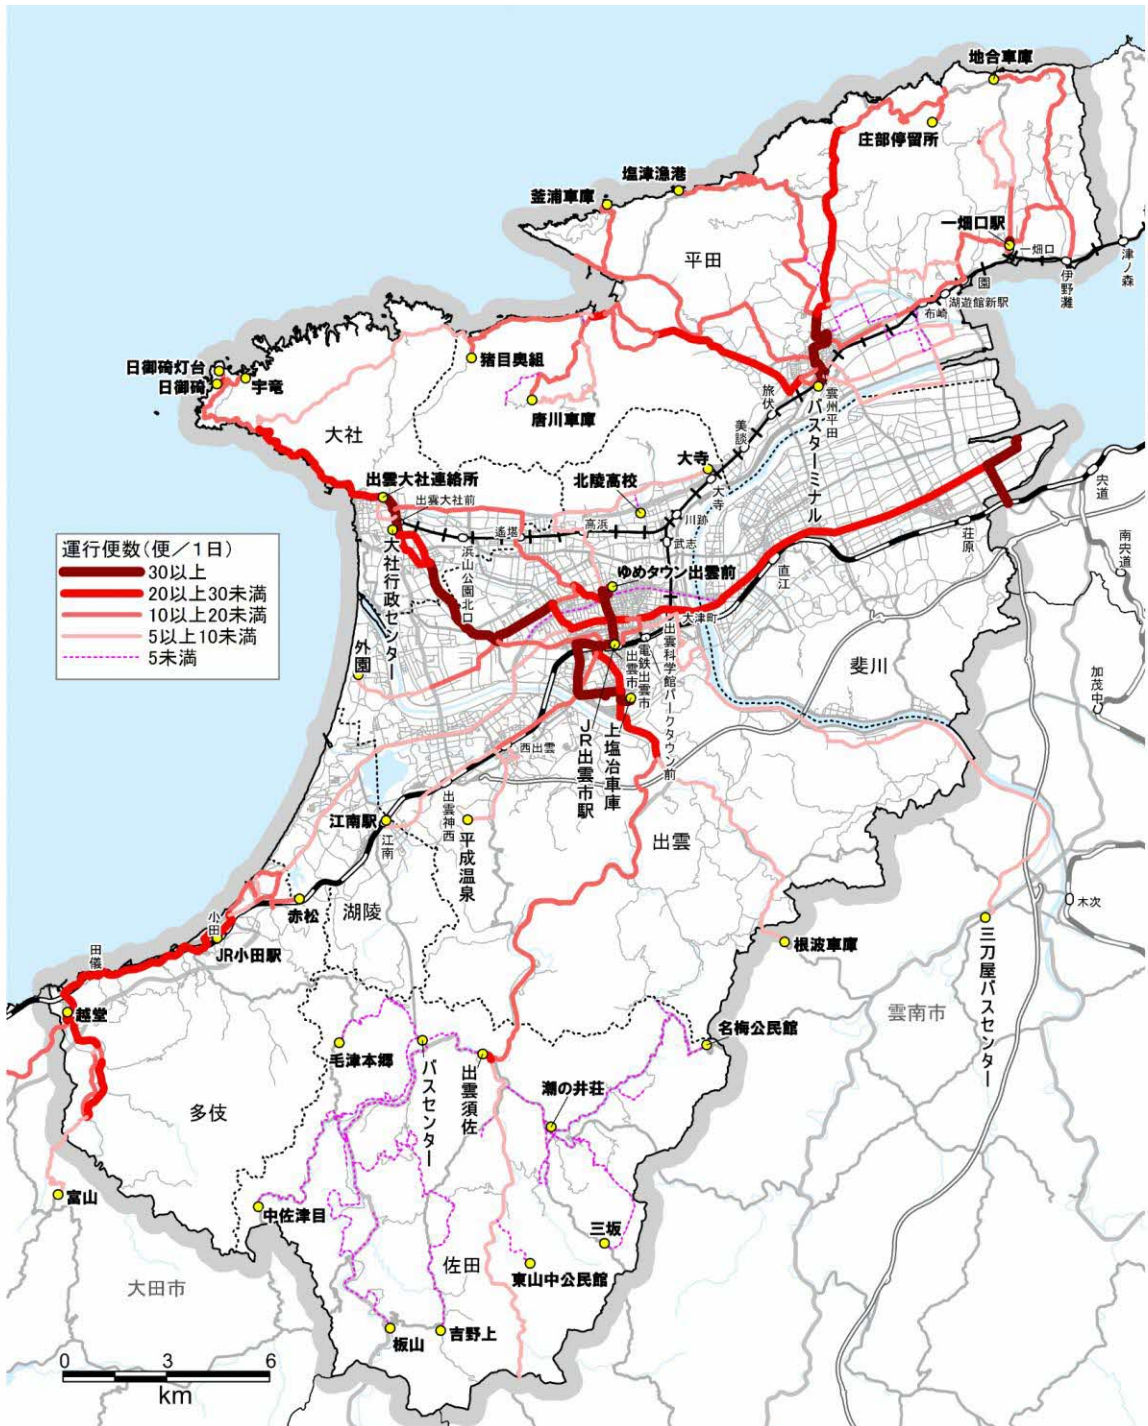 地合車庫
庄部停留所
塩津漁港
釜浦車庫
一畑口駅
一畑口
津ノ森
伊野灘
平田
園
湖遊館新駅
布崎
日御碕灯台
日御碕
宇竜
猪目奥組
唐川車庫
旅伏
雲州平田
バスターミナル
美談
大社
大寺
大寺
出雲大社連絡所
出雲大社前
北陵高校
川跡
宍道
荘原
南宍道
遙堪
高浜
武志
運行便数(便/1日)
30以上
20以上30未満
10以上20未満
5以上10未満
5未満
大社行政センター
浜山公園北口
ゆめタウン出雲前
直江
大津町
外園
出雲科学館パークタウン前
電鉄出雲市
出雲市
斐川
加茂中
上塩冶車庫
JR出雲市駅
西出雲
出雲神西
江南駅
江南
平成温泉
出雲
湖陵
赤松
木次
小田
JR小田駅
田儀
根波車庫
三刀屋バスセンター
雲南市
越堂
名梅公民館
毛津本郷
バスセンター
出雲須佐
潮の井荘
多伎
富山
中佐津目
三坂
佐田
東山中公民館
大田市
板山
吉野上
0 3 6
km